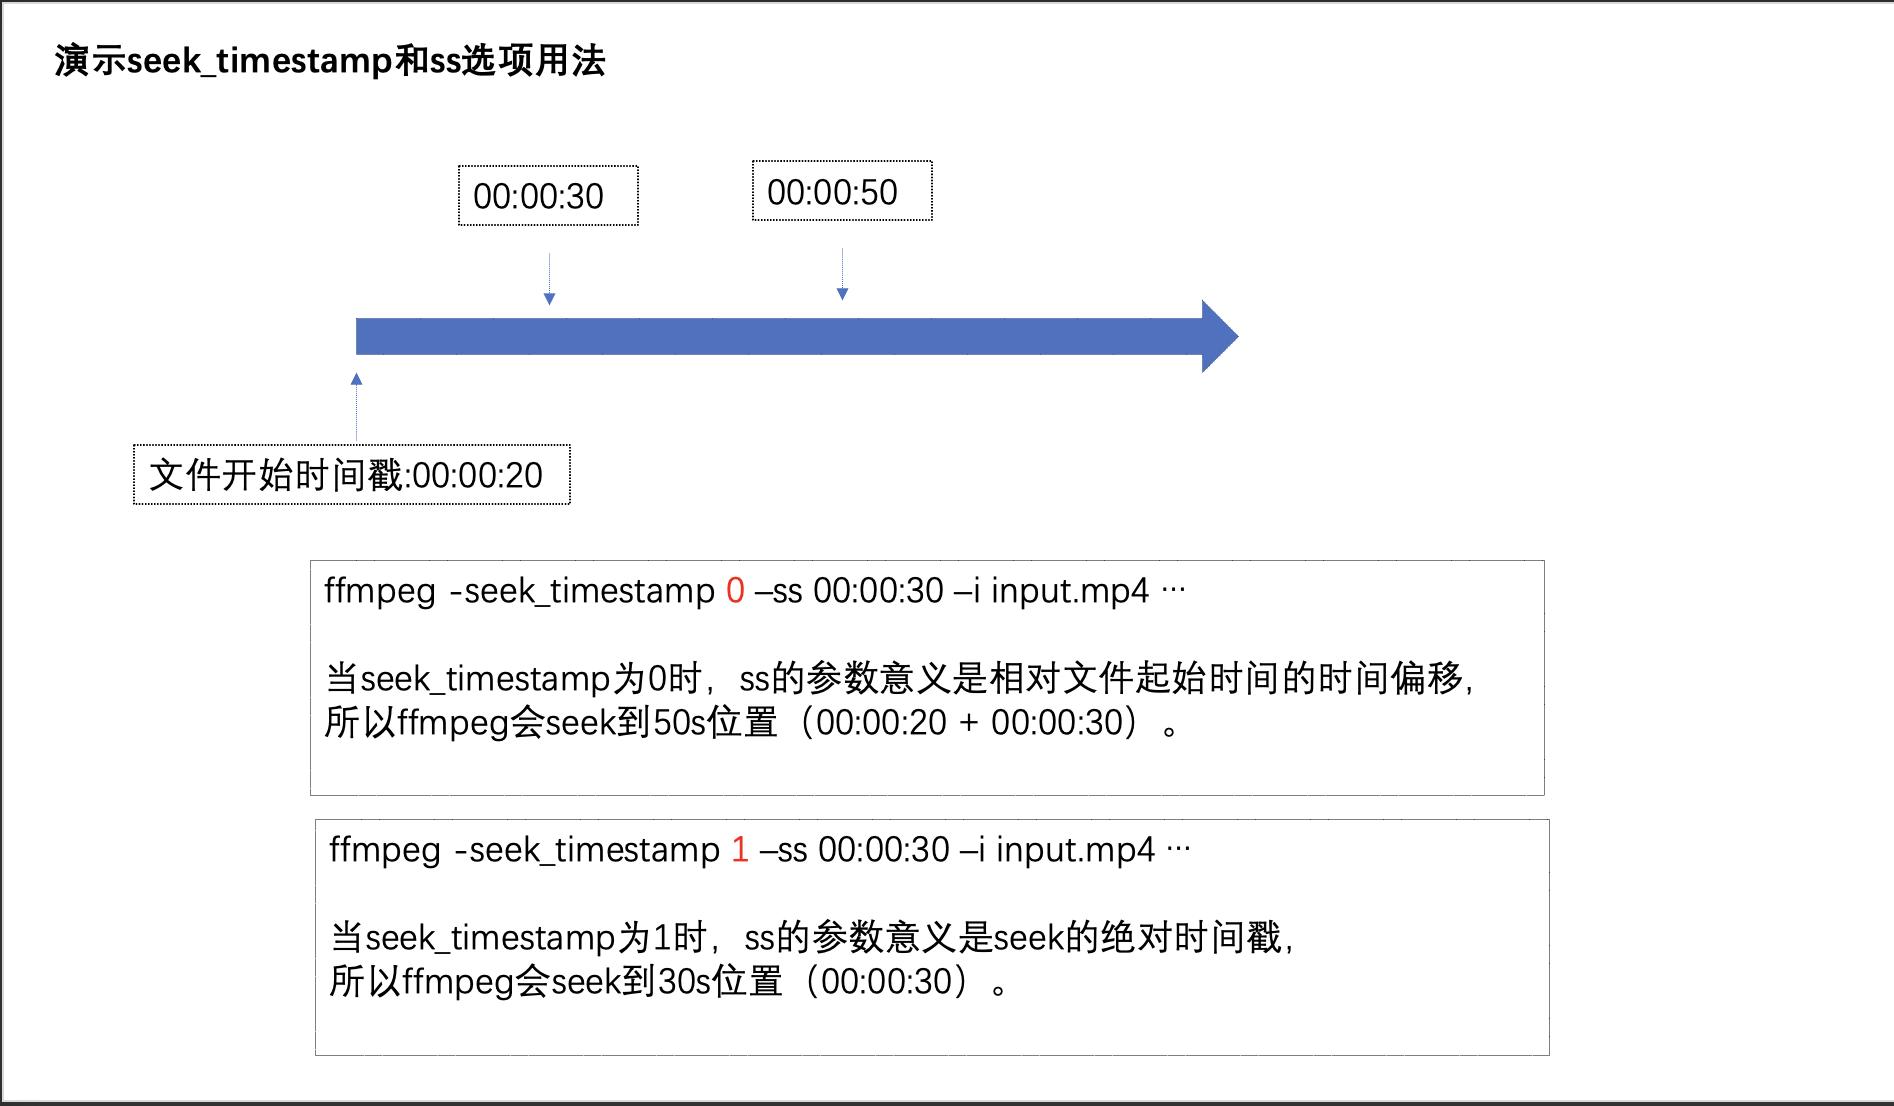 演示seek_timestamp和ss选项用法
00:00:30
00:00:50
文件开始时间戳:00:00:20
ffmpeg -seek_timestamp 0 –ss 00:00:30 –i input.mp4 …
当seek_timestamp为0时，ss的参数意义是相对文件起始时间的时间偏移，
所以ffmpeg会seek到50s位置（00:00:20 + 00:00:30）。
ffmpeg -seek_timestamp 1 –ss 00:00:30 –i input.mp4 …
当seek_timestamp为1时，ss的参数意义是seek的绝对时间戳，
所以ffmpeg会seek到30s位置（00:00:30）。